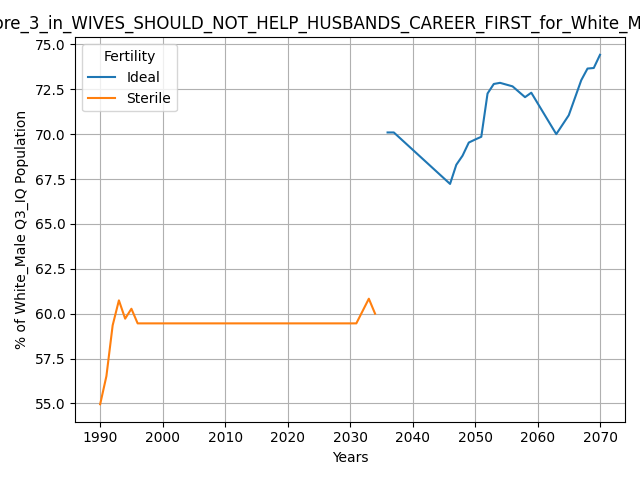 ore_3_in_WIVES_SHOULD_NOT_HELP_HUSBANDS_CAREER_FIRST_for_White_M
75.0
72.5
70.0
67.5
65.0
62.5
60.0
57.5
55.0
% of White_Male Q3_IQ Population
Fertility
Ideal
Sterile
1990 2000 2010 2020 2030 2040 2050 2060 2070
Years